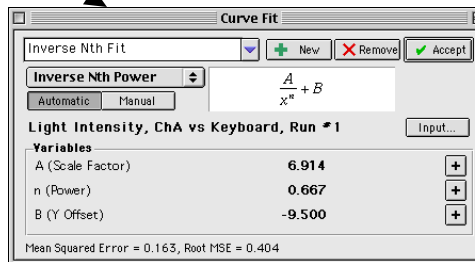 Curve Fit
Inverse Nth Fit New Remove Accept
Inverse Nth Power
Automatic Manual
A/x^n + B
Light Intensity, ChA vs Keyboard, Run #1 Input...
Variables
A (Scale Factor) 6.914 +
n (Power) 0.667 +
B (Y Offset) -9.500 +
Mean Squared Error = 0.163, Root MSE = 0.404